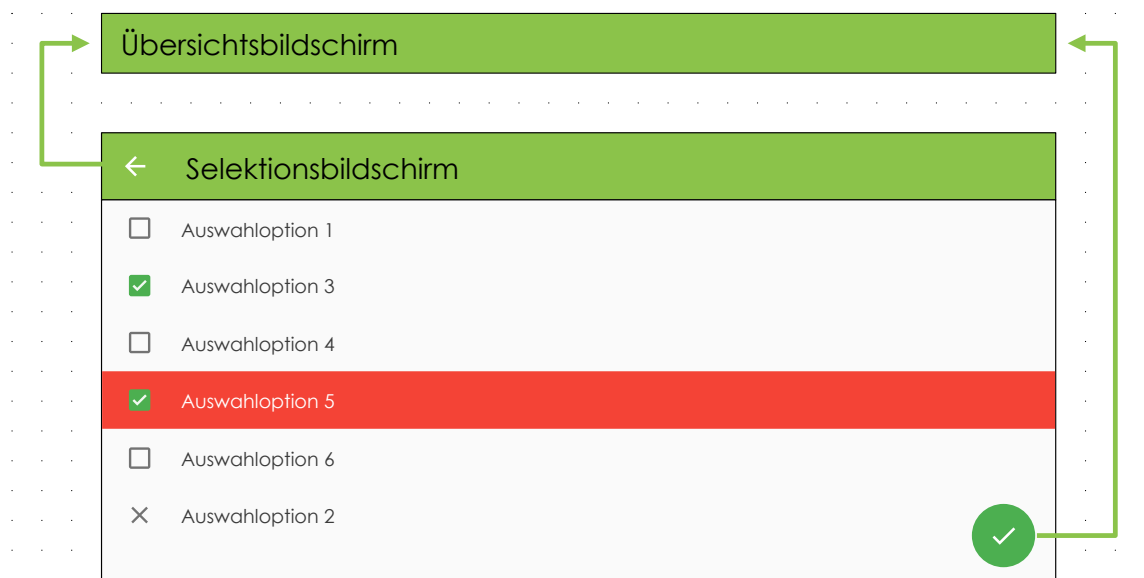 Übersichtsbildschirm
Selektionsbildschirm
Auswahloption 1
Auswahloption 3
Auswahloption 4
Auswahloption 5
Auswahloption 6
Auswahloption 2